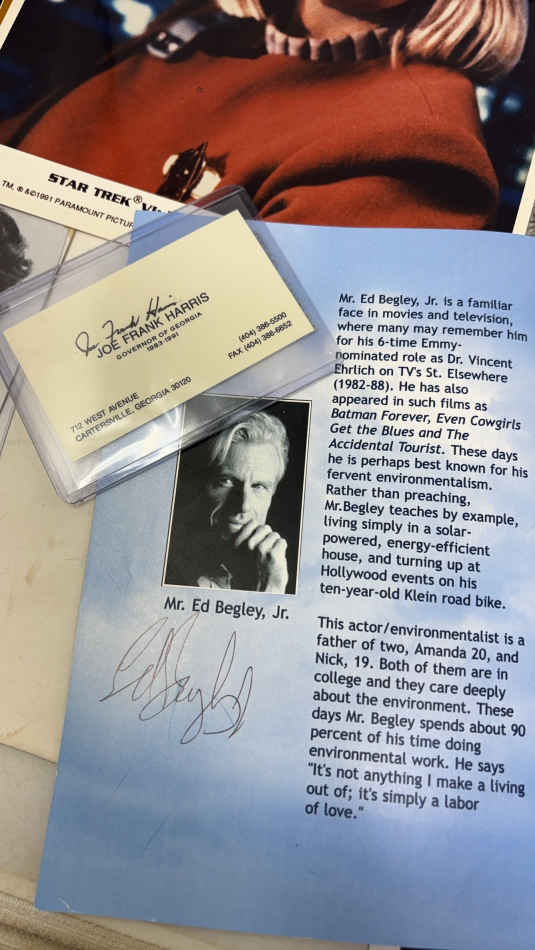 STAR TREK® VI
TM. ® & ©1991 PARAMOUNT PICTUR
Joe Frank Harris
JOE FRANK HARRIS
GOVERNOR OF GEORGIA
1983-1991
(404) 386-5500
FAX (404) 386-6652
712 WEST AVENUE
CARTERSVILLE, GEORGIA 30120
Mr. Ed Begley, Jr.
Ed Begley
Mr. Ed Begley, Jr. is a familiar
face in movies and television,
where many may remember him
for his 6-time Emmy-
nominated role as Dr. Vincent
Ehrlich on TV's St. Elsewhere
(1982-88). He has also
appeared in such films as
Batman Forever, Even Cowgirls
Get the Blues and The
Accidental Tourist. These days
he is perhaps best known for his
fervent environmentalism.
Rather than preaching,
Mr.Begley teaches by example,
living simply in a solar-
powered, energy-efficient
house, and turning up at
Hollywood events on his
ten-year-old Klein road bike.
This actor/environmentalist is a
father of two, Amanda 20, and
Nick, 19. Both of them are in
college and they care deeply
about the environment. These
days Mr. Begley spends about 90
percent of his time doing
environmental work. He says
"It's not anything I make a living
out of; it's simply a labor
of love."